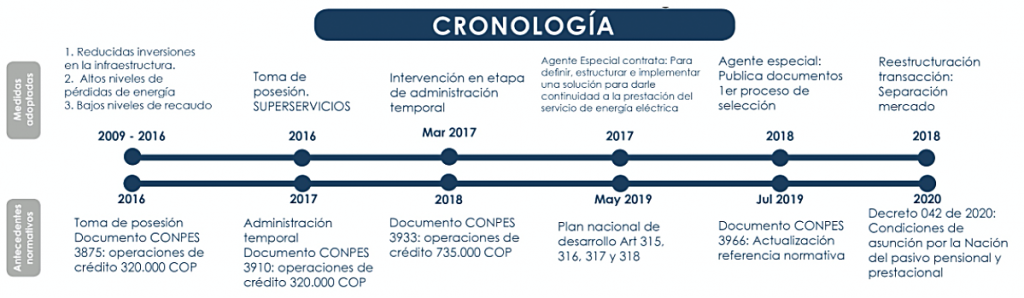 CRONOLOGÍA
Medidas
adoptadas
1. Reducidas inversiones
en la infraestructura.
2. Altos niveles de
pérdidas de energía
3. Bajos niveles de recaudo
2009 - 2016
Toma de
posesión.
SUPERSERVICIOS
2016
Intervención en etapa
de administración
temporal
Mar 2017
Agente Especial contrata: Para
definir, estructurar e implementar
una solución para darle
continuidad a la prestación del
servicio de energía eléctrica
2017
Agente especial:
Publica documentos
1er proceso de
selección
2018
Reestructuración
transacción:
Separación
mercado
2018
Antecedentes
normativos
2016
Toma de posesión
Documento CONPES
3875: operaciones de
crédito 320.000 COP
2017
Administración
temporal
Documento CONPES
3910: operaciones de
crédito 320.000 COP
2018
Documento CONPES
3933: operaciones de
crédito 735.000 COP
May 2019
Plan nacional de
desarrollo Art 315,
316, 317 y 318
Jul 2019
Documento CONPES
3966: Actualización
referencia normativa
2020
Decreto 042 de 2020:
Condiciones de
asunción por la Nación
del pasivo pensional y
prestacional